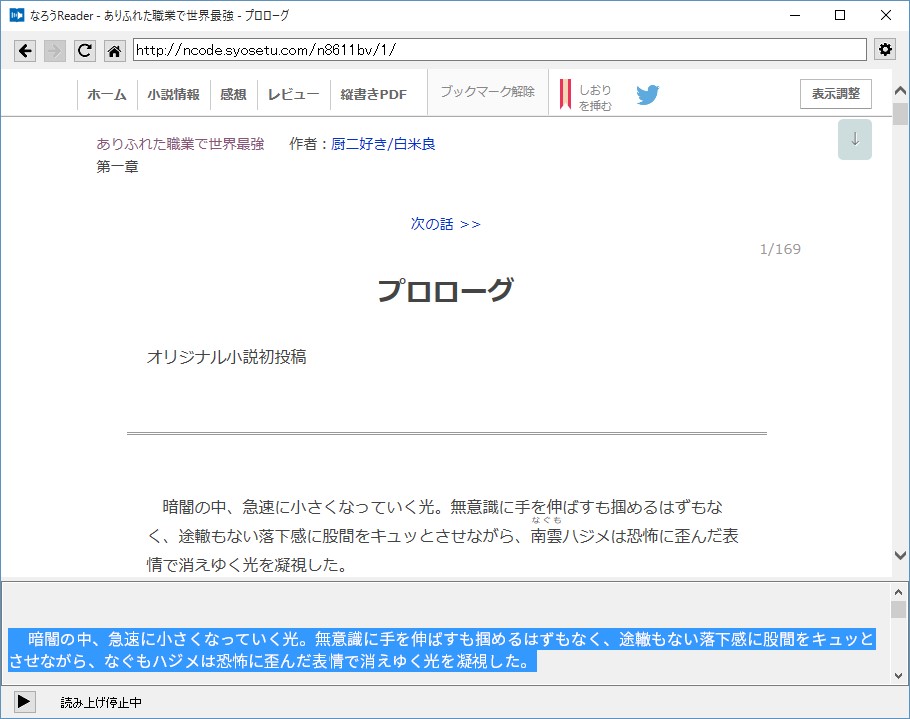 なろうReader - ありふれた職業で世界最強 - プロローグ
http://ncode.syosetu.com/n8611bv/1/
ホーム 小説情報 感想 レビュー 縦書きPDF ブックマーク解除 しおり
を挿む 表示調整
ありふれた職業で世界最強 作者：厨二好き/白米良
↓
第一章
次の話 >>
1/169
プロローグ
オリジナル小説初投稿
暗闇の中、急速に小さくなっていく光。無意識に手を伸ばすも掴めるはずもな
なぐも
く、途轍もない落下感に股間をキュッとさせながら、南雲ハジメは恐怖に歪んだ表
情で消えゆく光を凝視した。
暗闇の中、急速に小さくなっていく光。無意識に手を伸ばすも掴めるはずもなく、途轍もない落下感に股間をキュッと
させながら、なぐもハジメは恐怖に歪んだ表情で消えゆく光を凝視した。
読み上げ停止中